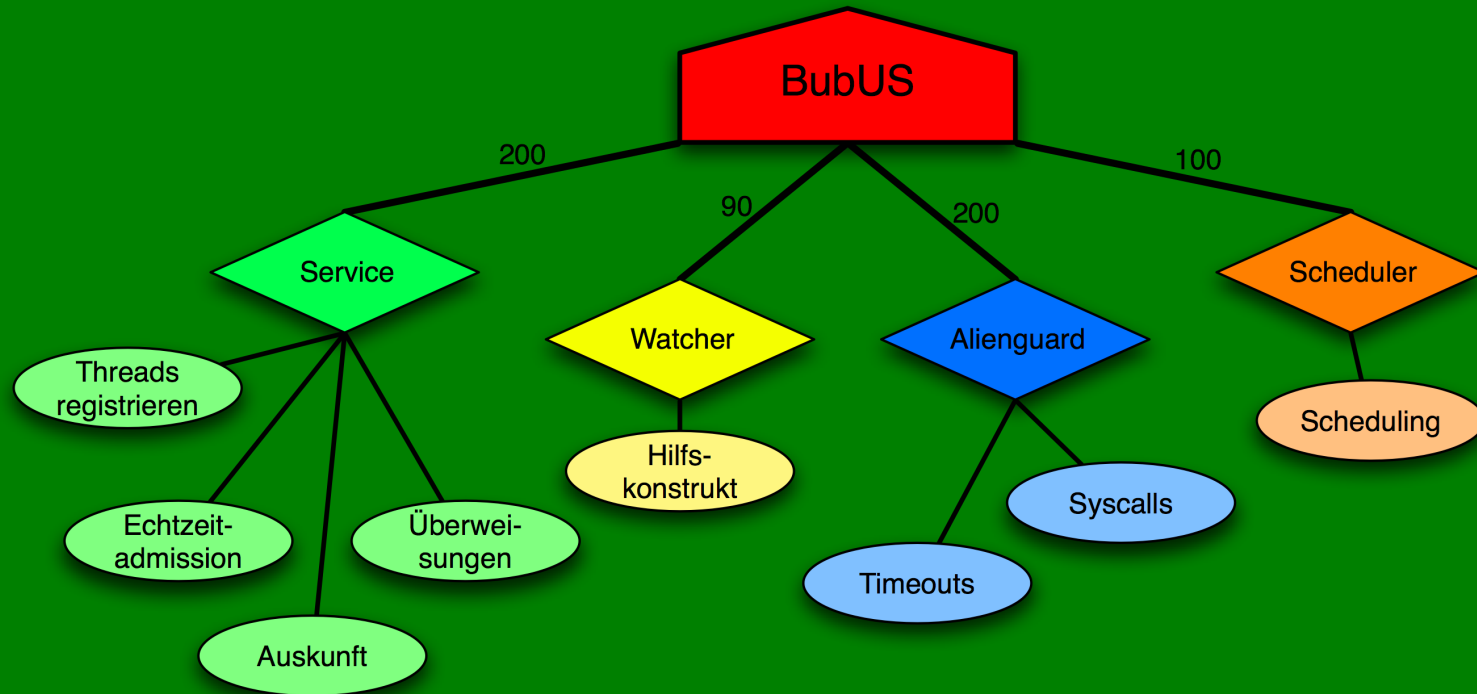 BubUS
200
90
200
100
Service
Watcher
Alienguard
Scheduler
Threads
registrieren
Echtzeit-
admission
Auskunft
Überwei-
sungen
Hilfs-
konstrukt
Timeouts
Syscalls
Scheduling